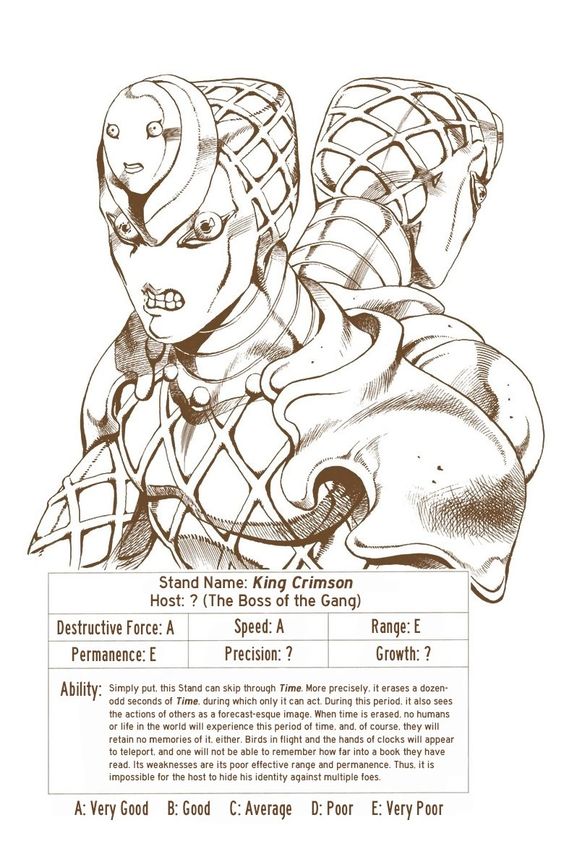 Stand Name: King Crimson
Host: ? (The Boss of the Gang)
Destructive Force: A Speed: A Range: E
Permanence: E Precision: ? Growth: ?
Ability: Simply put, this Stand can skip through Time. More precisely, it erases a dozen-
odd seconds of Time, during which only it can act. During this period, it also sees
the actions of others as a forecast-esque image. When time is erased, no humans
or life in the world will experience this period of time, and, of course, they will
retain no memories of it, either. Birds in flight and the hands of clocks will appear
to teleport, and one will not be able to remember how far into a book they have
read. Its weaknesses are its poor effective range and permanence. Thus, it is
impossible for the host to hide his identity against multiple foes.
A: Very Good B: Good C: Average D: Poor E: Very Poor